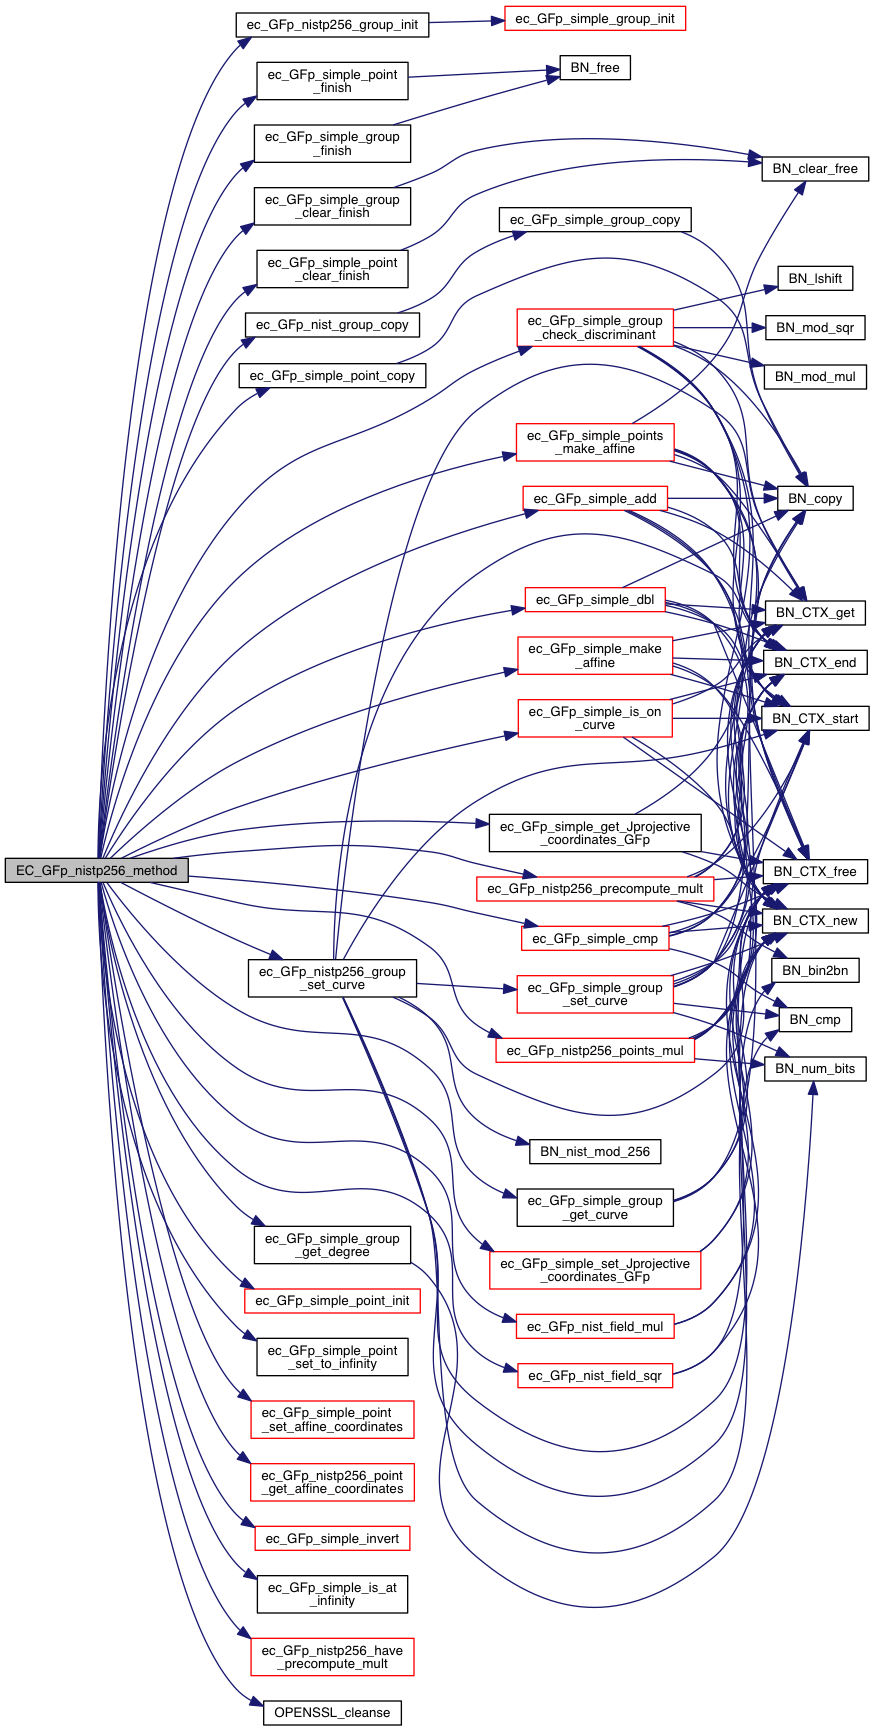 EC_GFp_nistp256_method
ec_GFp_nistp256_group_init
ec_GFp_simple_group_init
ec_GFp_simple_point
_finish
BN_free
ec_GFp_simple_group
_finish
ec_GFp_simple_group
_clear_finish
BN_clear_free
ec_GFp_simple_point
_clear_finish
ec_GFp_nist_group_copy
ec_GFp_simple_group_copy
ec_GFp_simple_point_copy
ec_GFp_simple_group
_check_discriminant
BN_lshift
BN_mod_sqr
BN_mod_mul
ec_GFp_simple_points
_make_affine
BN_copy
ec_GFp_simple_add
ec_GFp_simple_dbl
BN_CTX_get
ec_GFp_simple_make
_affine
BN_CTX_end
ec_GFp_simple_is_on
_curve
BN_CTX_start
ec_GFp_simple_get_Jprojective
_coordinates_GFp
BN_CTX_free
ec_GFp_nistp256_precompute_mult
BN_CTX_new
ec_GFp_simple_cmp
BN_bin2bn
ec_GFp_nistp256_group
_set_curve
ec_GFp_simple_group
_set_curve
BN_cmp
ec_GFp_nistp256_points_mul
BN_num_bits
BN_nist_mod_256
ec_GFp_simple_group
_get_curve
ec_GFp_simple_group
_get_degree
ec_GFp_simple_set_Jprojective
_coordinates_GFp
ec_GFp_simple_point_init
ec_GFp_nist_field_mul
ec_GFp_simple_point
_set_to_infinity
ec_GFp_nist_field_sqr
ec_GFp_simple_point
_set_affine_coordinates
ec_GFp_nistp256_point
_get_affine_coordinates
ec_GFp_simple_invert
ec_GFp_simple_is_at
_infinity
ec_GFp_nistp256_have
_precompute_mult
OPENSSL_cleanse